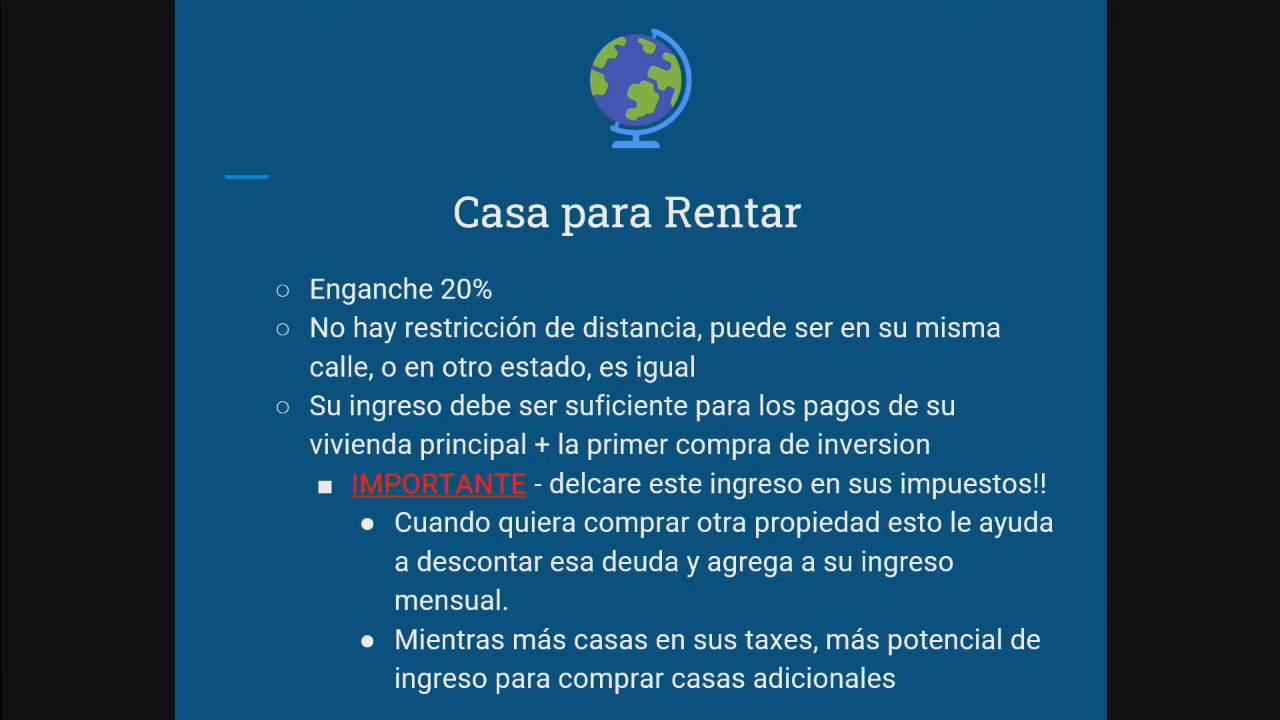 Casa para Rentar
○ Enganche 20%
○ No hay restricción de distancia, puede ser en su misma
calle, o en otro estado, es igual
○ Su ingreso debe ser suficiente para los pagos de su
vivienda principal + la primer compra de inversion
■ IMPORTANTE - delcare este ingreso en sus impuestos!!
● Cuando quiera comprar otra propiedad esto le ayuda
a descontar esa deuda y agrega a su ingreso
mensual.
● Mientras más casas en sus taxes, más potencial de
ingreso para comprar casas adicionales